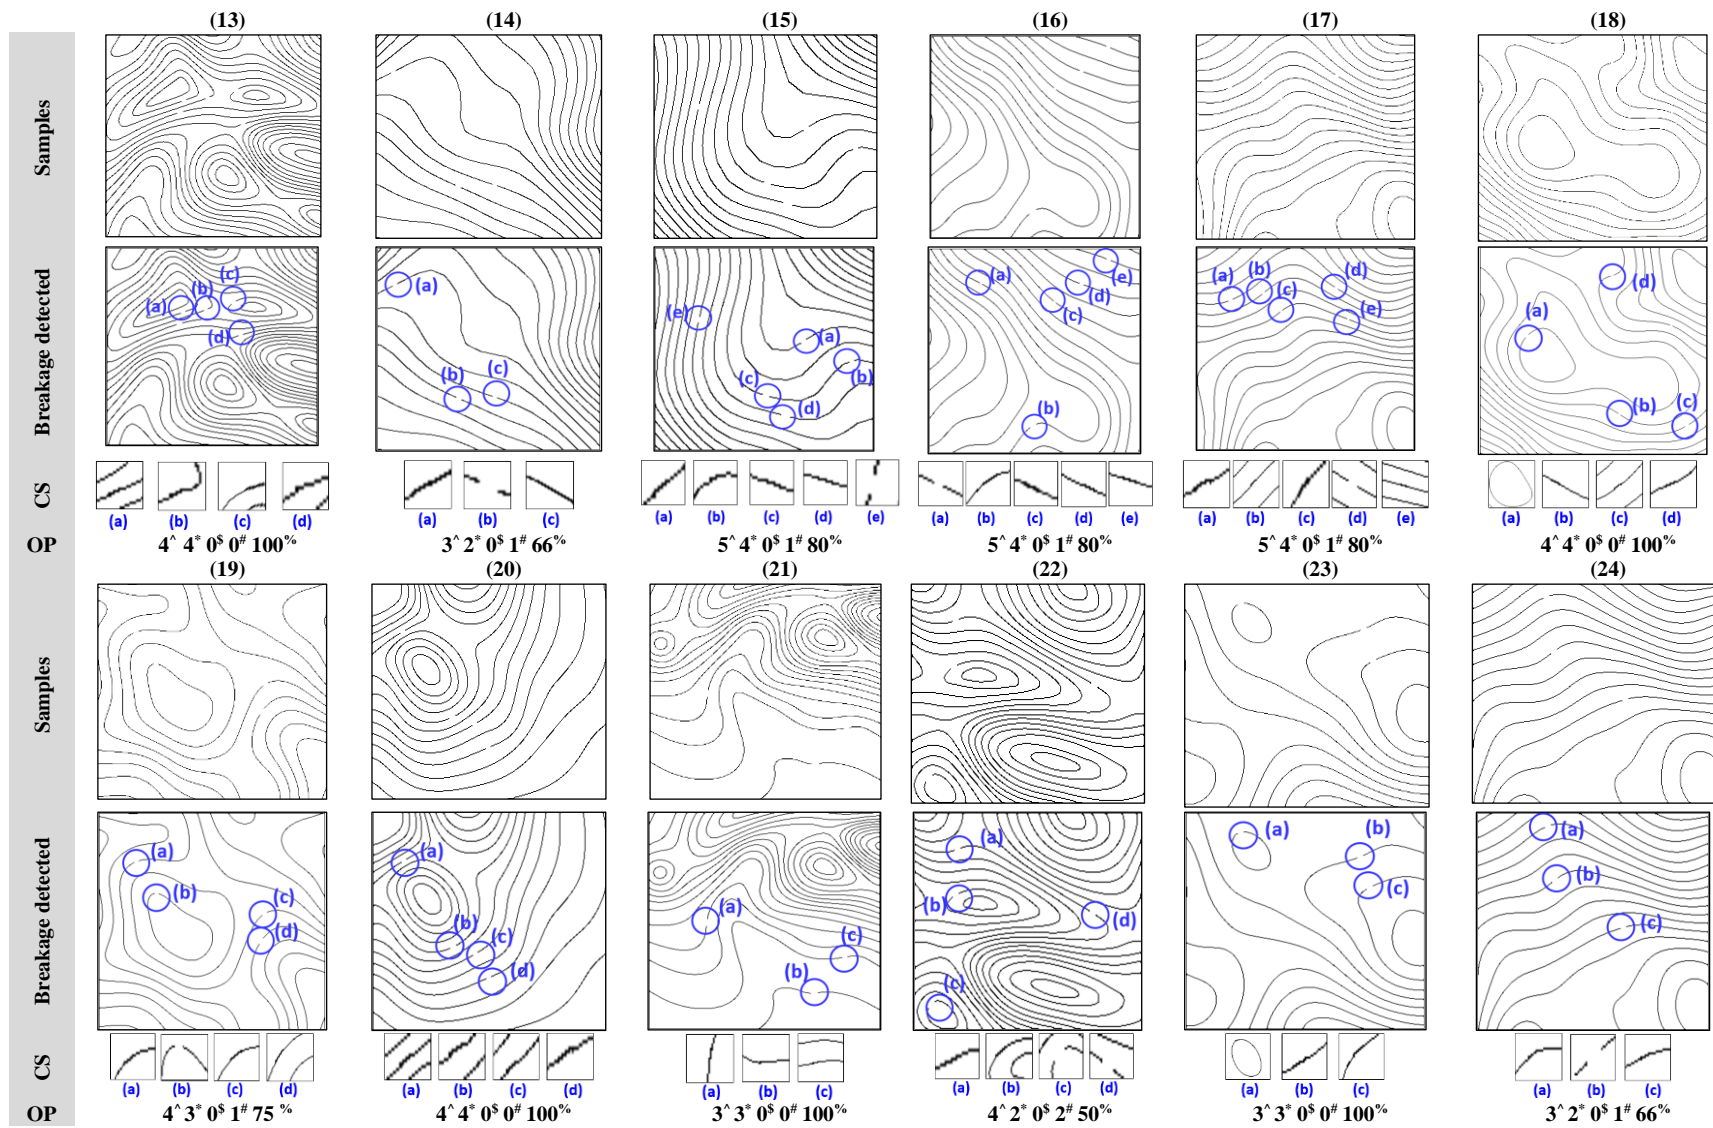 (13) (14) (15) (16) (17) (18)
Samples
Breakage detected
(a) (b) (c) (d)
(a) (b) (c)
(e) (a) (b) (c) (d)
(a) (b) (c) (d) (e)
(a) (b) (c) (d) (e)
(a) (b) (c) (d)
CS
(a) (b) (c) (d)
(a) (b) (c)
(a) (b) (c) (d) (e)
(a) (b) (c) (d) (e)
(a) (b) (c) (d) (e)
(a) (b) (c) (d)
OP
4^ 4* 0$ 0# 100%
3^ 2* 0$ 1# 66%
5^ 4* 0$ 1# 80%
5^ 4* 0$ 1# 80%
5^ 4* 0$ 1# 80%
4^ 4* 0$ 0# 100%
(19) (20) (21) (22) (23) (24)
Samples
Breakage detected
(a) (b) (c) (d)
(a) (b) (c) (d)
(a) (b) (c)
(a) (b) (c) (d)
(a) (b) (c)
(a) (b) (c)
CS
(a) (b) (c) (d)
(a) (b) (c) (d)
(a) (b) (c)
(a) (b) (c) (d)
(a) (b) (c)
(a) (b) (c)
OP
4^ 3* 0$ 1# 75 %
4^ 4* 0$ 0# 100%
3^ 3* 0$ 0# 100%
4^ 2* 0$ 2# 50%
3^ 3* 0$ 0# 100%
3^ 2* 0$ 1# 66%